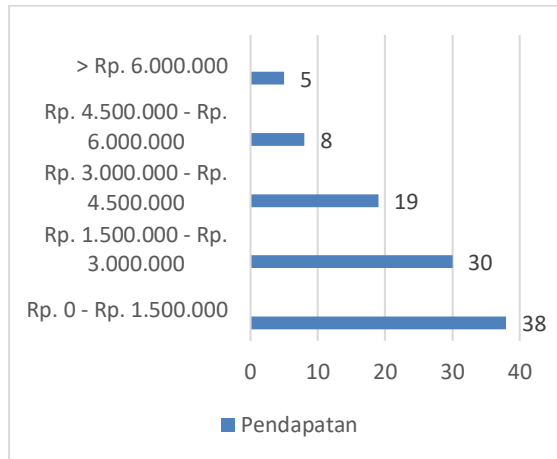 > Rp. 6.000.000
5
Rp. 4.500.000 - Rp.
6.000.000
8
Rp. 3.000.000 - Rp.
4.500.000
19
Rp. 1.500.000 - Rp.
3.000.000
30
Rp. 0 - Rp. 1.500.000
38
0 10 20 30 40
Pendapatan